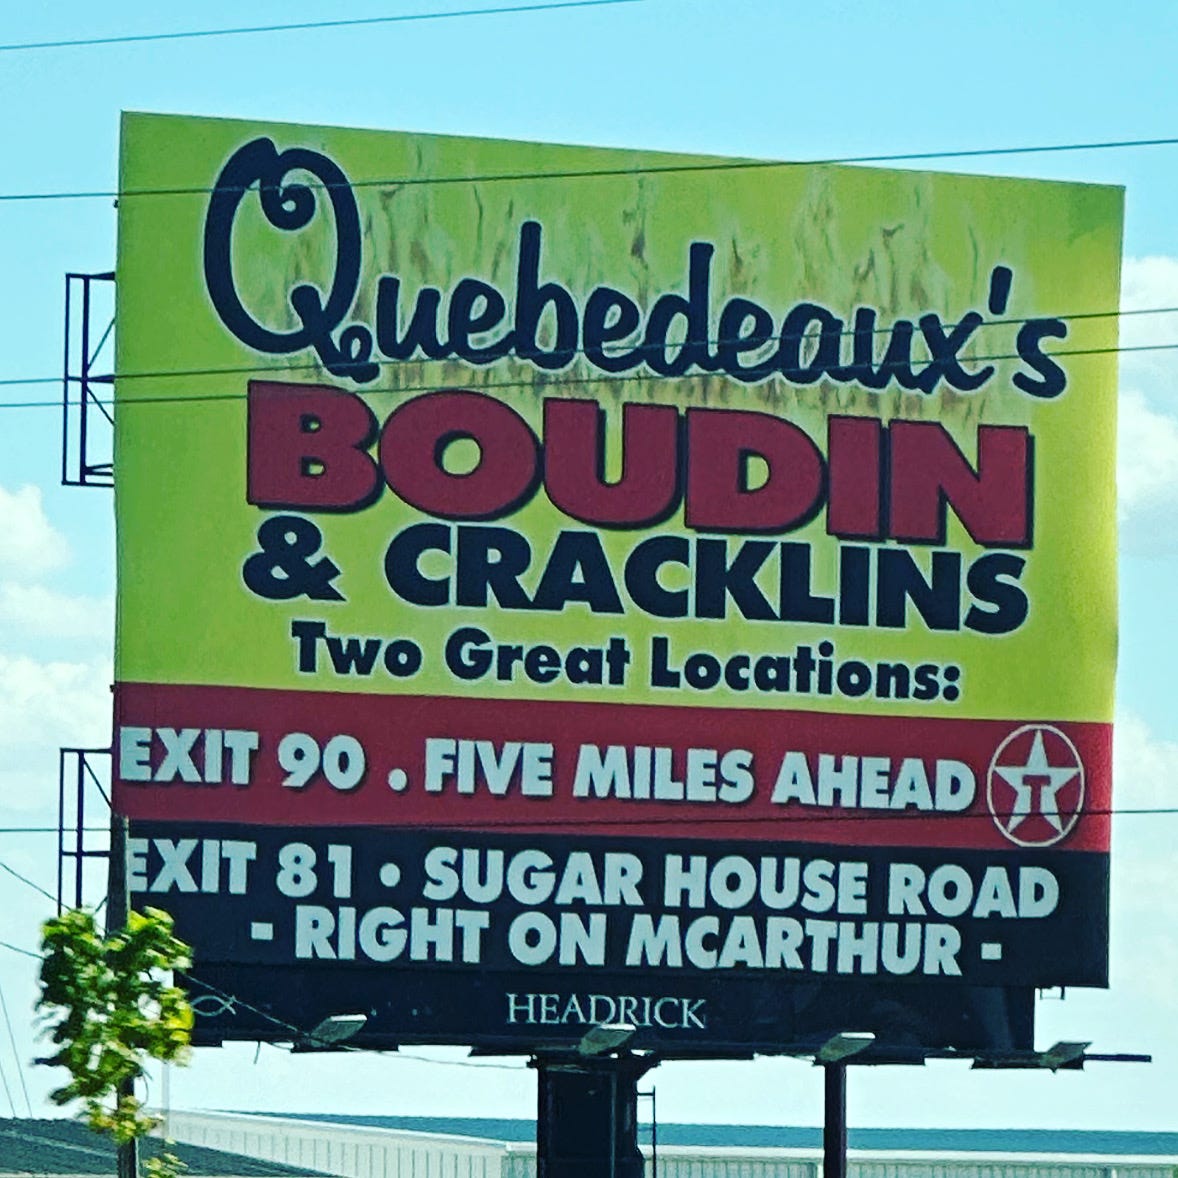 Quebedeaux's
BOUDIN
& CRACKLINS
Two Great Locations:
EXIT 90 . FIVE MILES AHEAD T
EXIT 81 • SUGAR HOUSE ROAD
- RIGHT ON MCARTHUR -
HEADRICK